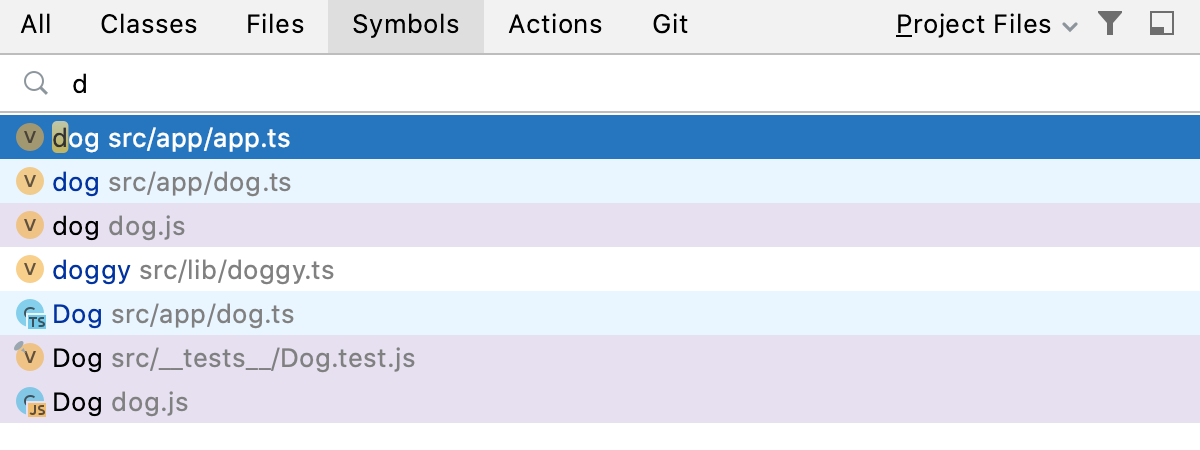 All Classes Files Symbols Actions Git Project Files
d
V dog src/app/app.ts
V dog src/app/dog.ts
V dog dog.js
V doggy src/lib/doggy.ts
C TS Dog src/app/dog.ts
V Dog src/__tests__/Dog.test.js
C JS Dog dog.js